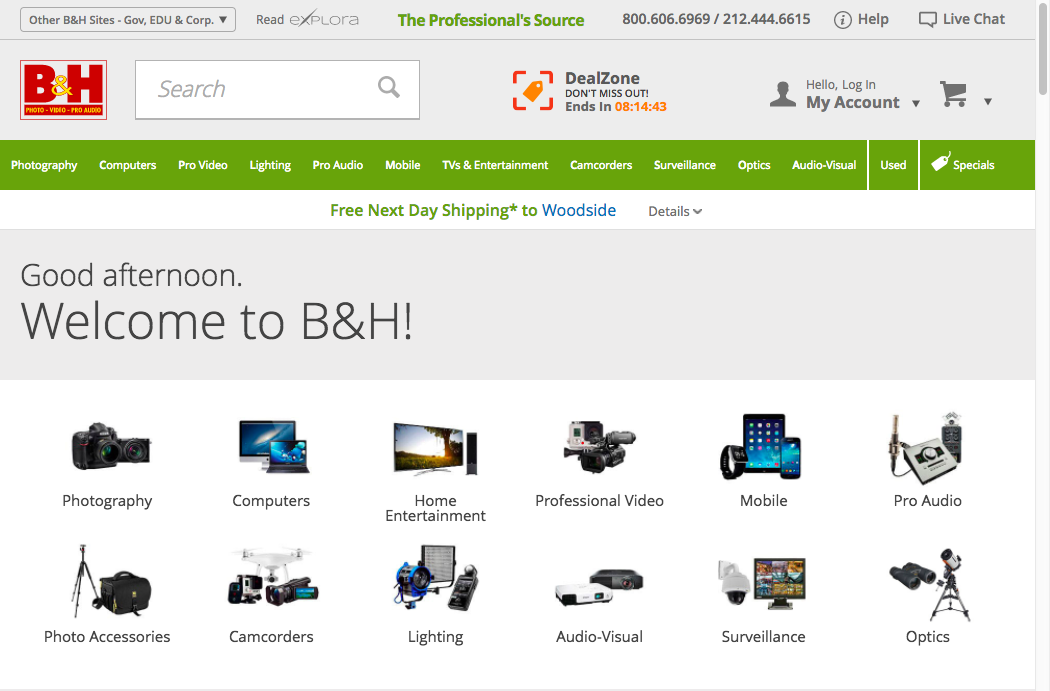 Other B&H Sites - Gov, EDU & Corp. ▼
Read eXplora
The Professional's Source
800.606.6969 / 212.444.6615
Help
Live Chat
B&H
PHOTO - VIDEO - PRO AUDIO
Search
DealZone
DON'T MISS OUT!
Ends In 08:14:43
Hello, Log In
My Account ▼
Photography Computers Pro Video Lighting Pro Audio Mobile TVs & Entertainment Camcorders Surveillance Optics Audio-Visual Used Specials
Free Next Day Shipping* to Woodside Details
Good afternoon.
Welcome to B&H!
Photography
Computers
Home
Entertainment
Professional Video
Mobile
Pro Audio
Photo Accessories
Camcorders
Lighting
Audio-Visual
Surveillance
Optics